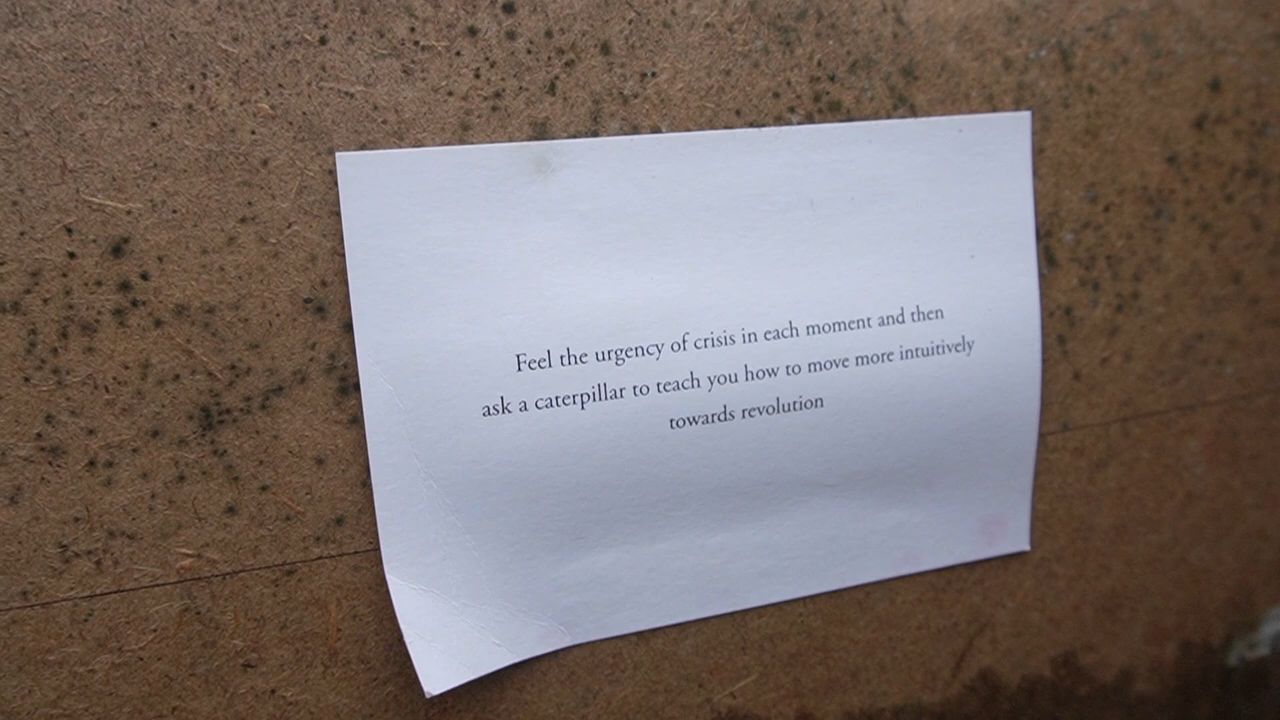 Feel the urgency of crisis in each moment and then
ask a caterpillar to teach you how to move more intuitively
towards revolution